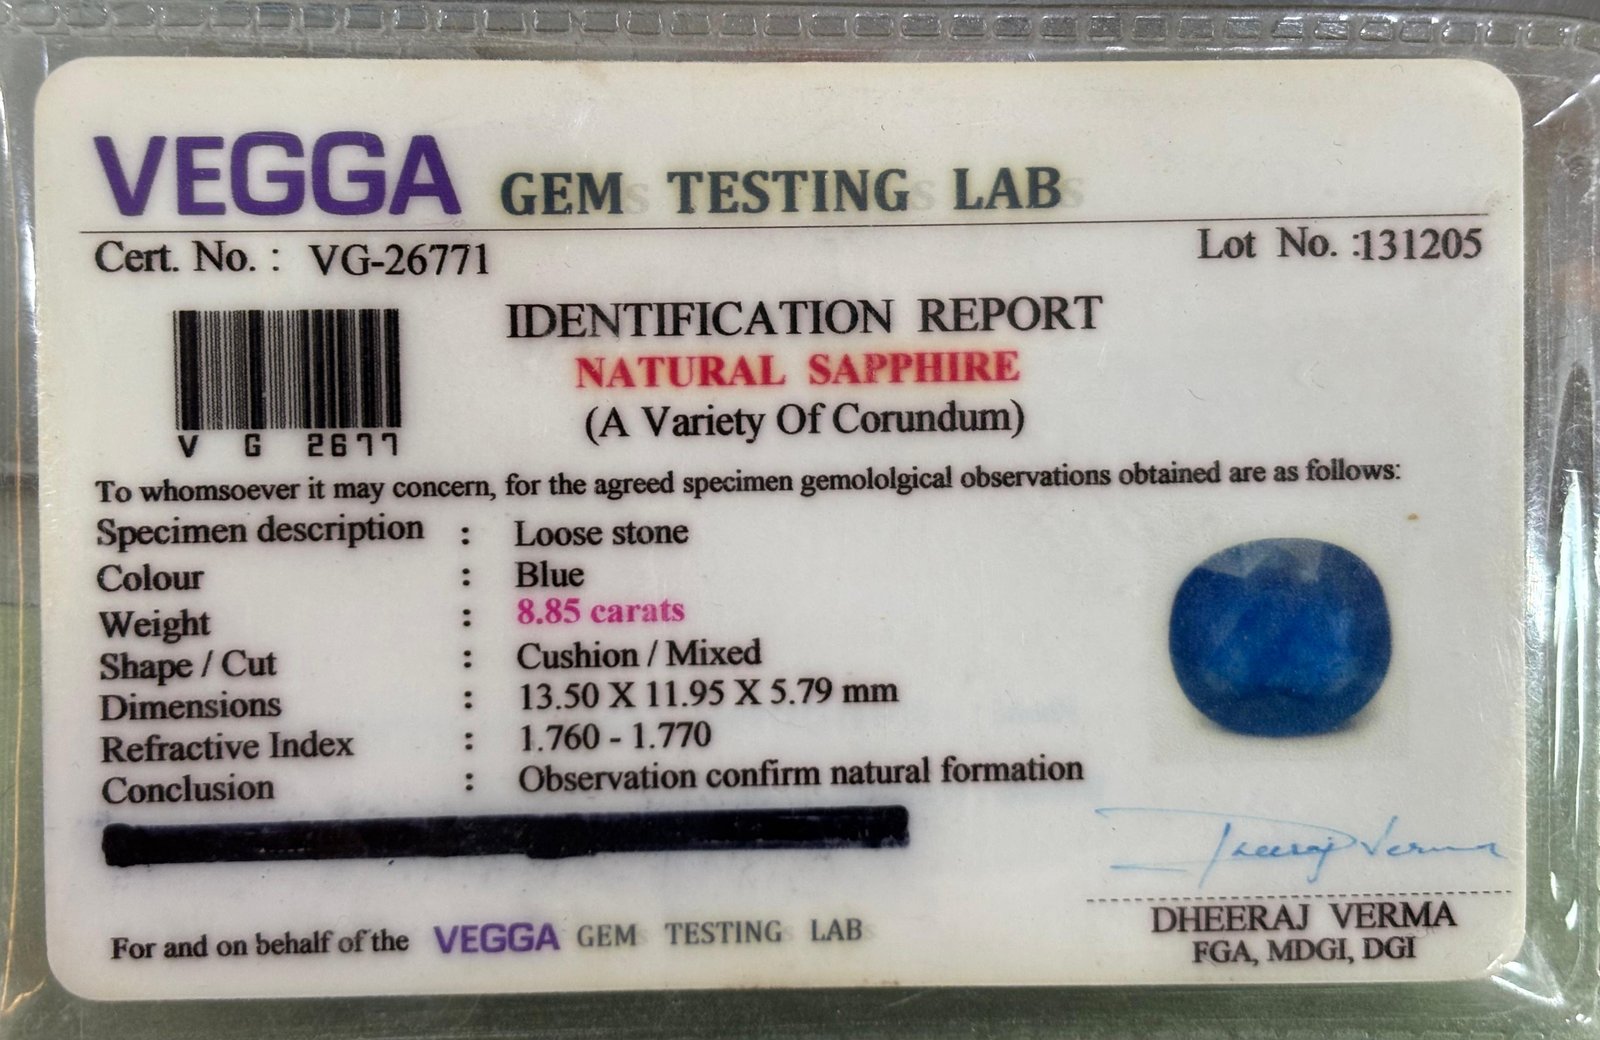 VEGGA GEM TESTING LAB
Cert. No. : VG-26771
Lot No. :131205
IDENTIFICATION REPORT
NATURAL SAPPHIRE
(A Variety Of Corundum)
V G 2677
To whomsoever it may concern, for the agreed specimen gemololgical observations obtained are as follows:
Specimen description : Loose stone
Colour : Blue
Weight : 8.85 carats
Shape / Cut : Cushion / Mixed
Dimensions : 13.50 X 11.95 X 5.79 mm
Refractive Index : 1.760 - 1.770
Conclusion : Observation confirm natural formation
Dheeraj Verma
DHEERAJ VERMA
FGA, MDGI, DGI
For and on behalf of the VEGGA GEM TESTING LAB